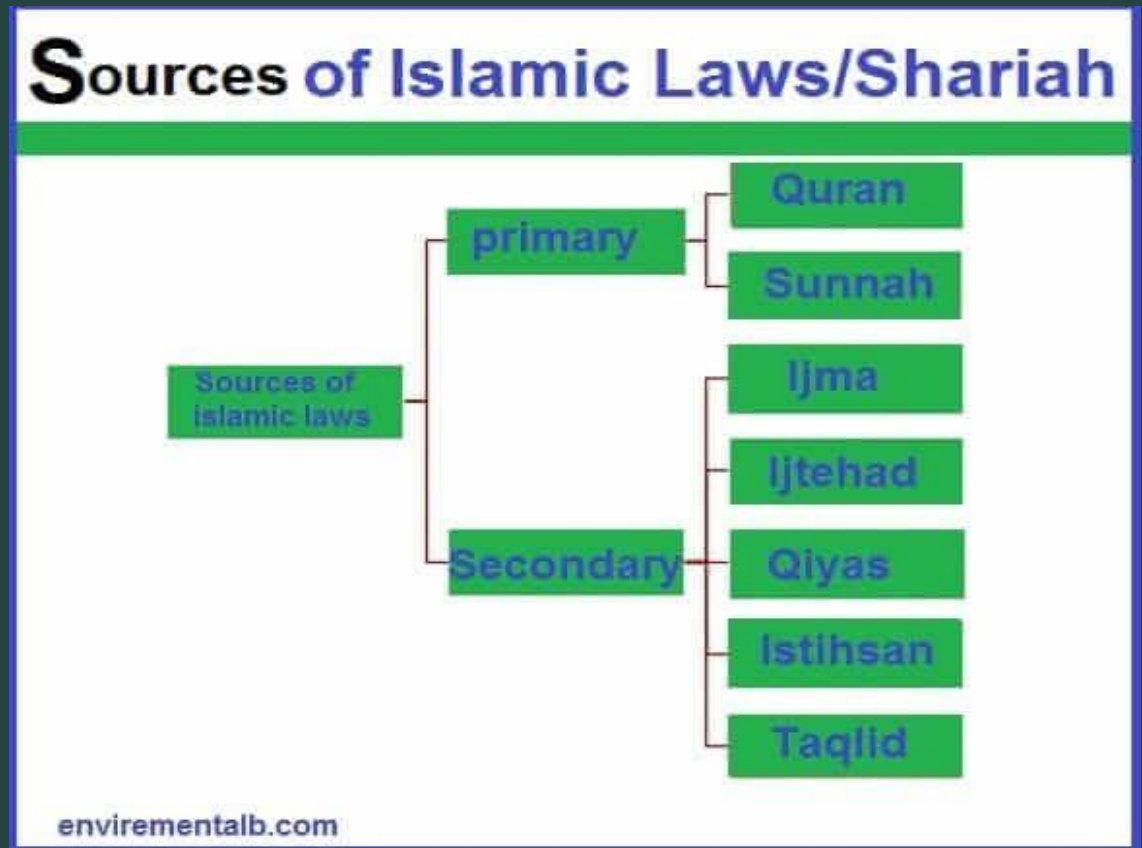 Sources of Islamic Laws/Shariah
Quran
primary
Sunnah
Ijma
Sources of
islamic laws
Ijtehad
Secondary
Qiyas
Istihsan
Taqlid
envirementalb.com